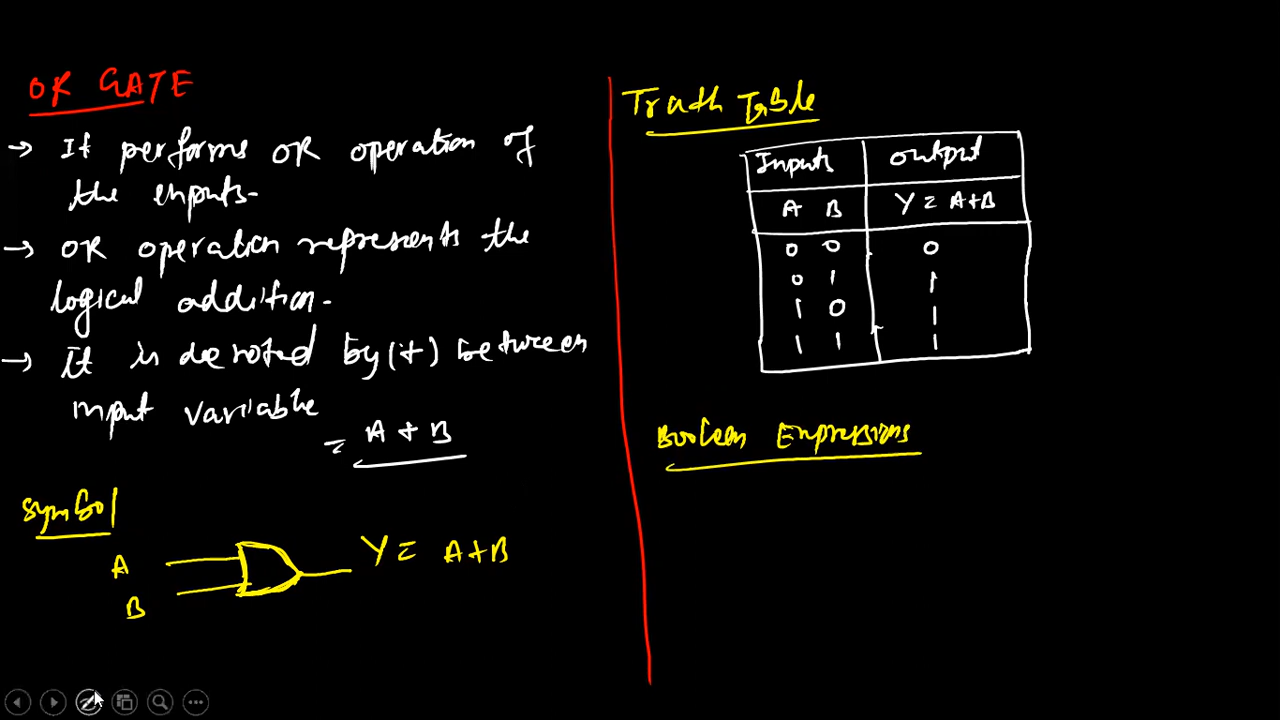 OR GATE
→ It performs OR operation of
the inputs.
→ OR operation represents the
logical addition.
→ It is denoted by (+) between
input variable
= A + B
Symbol
A
B
Y = A+B
Truth Table
Inputs Output
A B Y = A+B
0 0 0
0 1 1
1 0 1
1 1 1
Boolean Expressions